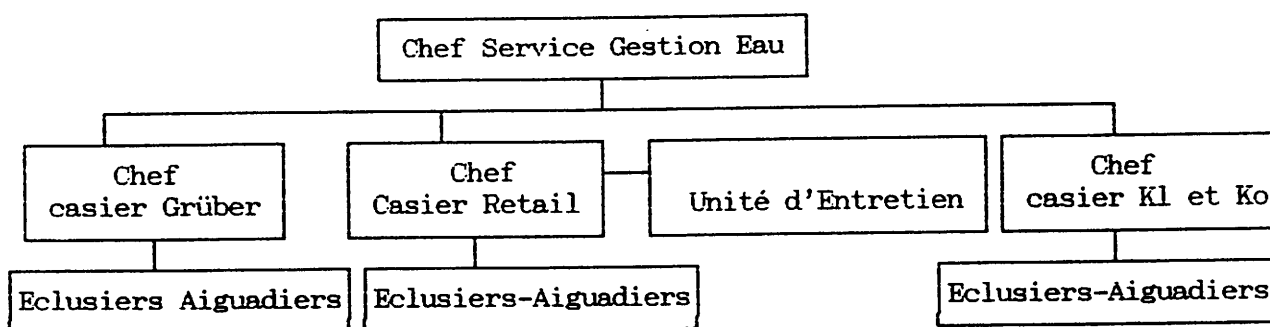 Chef Service Gestion Eau
Chef
casier Grüber
Chef
Casier Retail
Unité d'Entretien
Chef
casier Kl et Ko
Eclusiers Aiguadiers
Eclusiers-Aiguadiers
Eclusiers-Aiguadiers